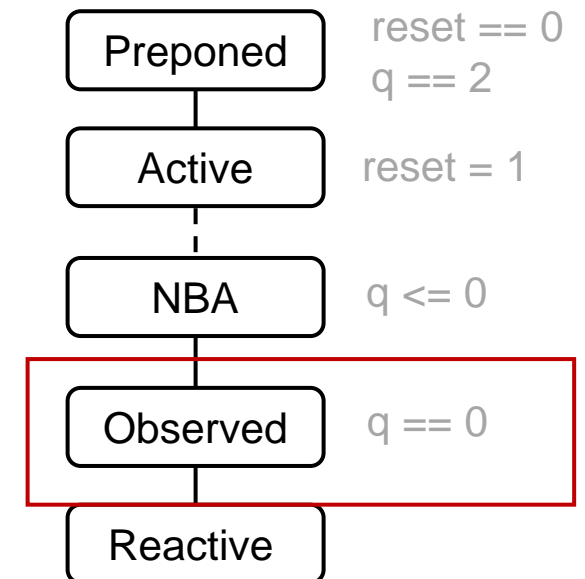 reset == 0
Preponed
q == 2
Active reset = 1
NBA q <= 0
Observed q == 0
Reactive